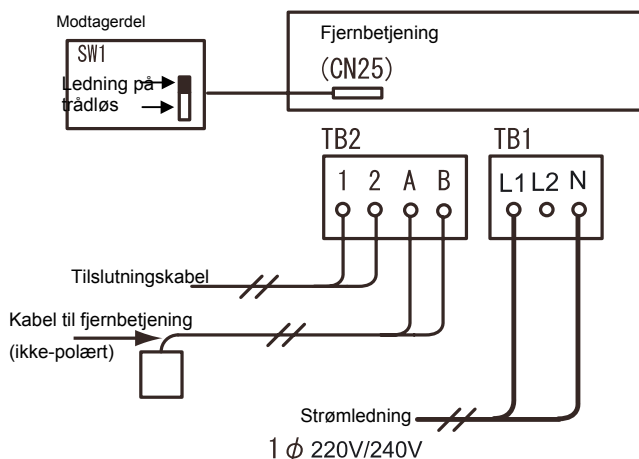 Modtagerdel
SW1
Ledning på
trådløs
Fjernbetjening
(CN25)
TB2
1 2 A B
TB1
L1 L2 N
Tilslutningskabel
Kabel til fjernbetjening
(ikke-polært)
Strømledning
1 ϕ 220V/240V